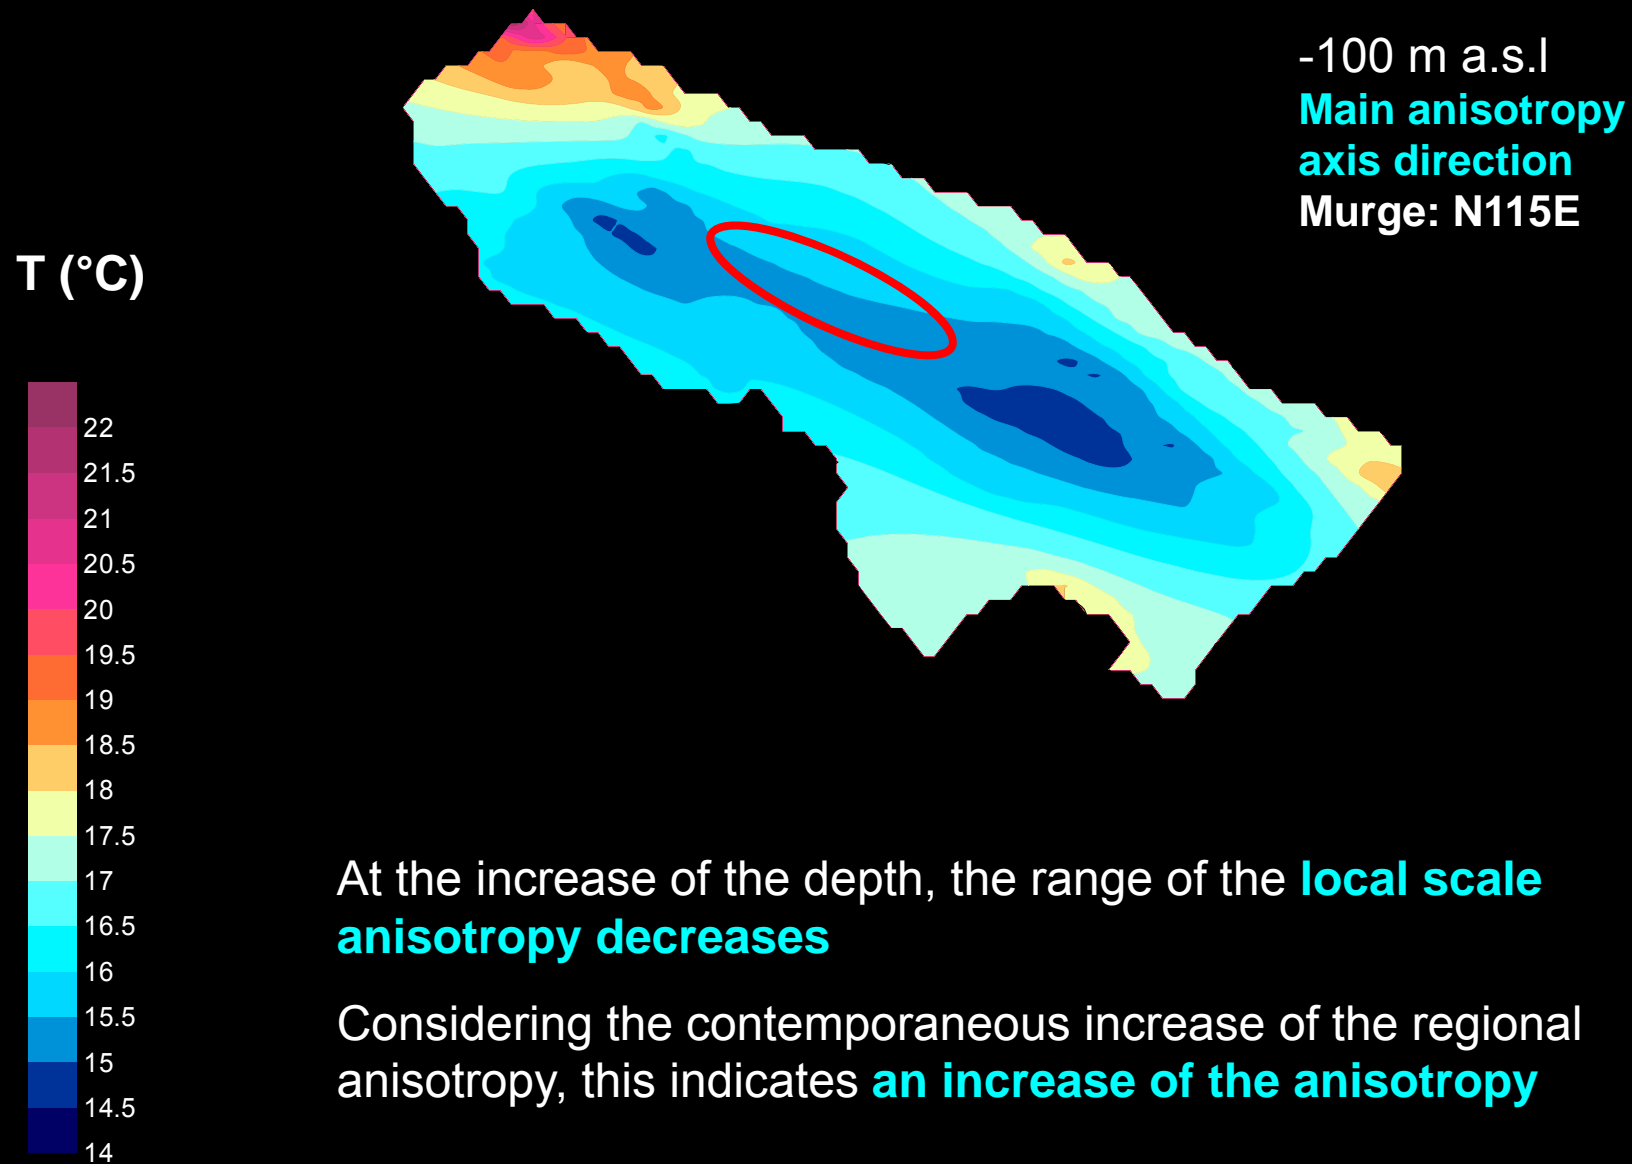 -100 m a.s.l
Main anisotropy
axis direction
Murge: N115E
T (°C)
22
21.5
21
20.5
20
19.5
19
18.5
18
17.5
17
16.5
16
15.5
15
14.5
14
At the increase of the depth, the range of the local scale
anisotropy decreases
Considering the contemporaneous increase of the regional
anisotropy, this indicates an increase of the anisotropy